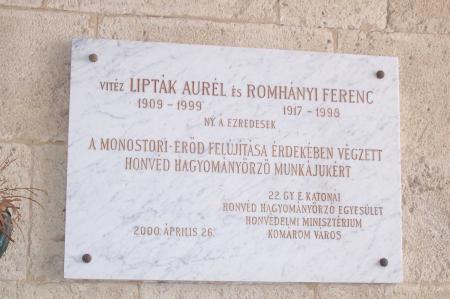 VITÉZ LIPTÁK AURÉL ÉS ROMHÁNYI FERENC
1909 - 1999 1917 - 1998
NY. Á. EZREDESEK
A MONOSTORI-ERŐD FELÚJÍTÁSA ÉRDEKÉBEN VÉGZETT
HONVÉD HAGYOMÁNYŐRZŐ MUNKÁJUKÉRT
22. GY. E. KATONÁI
HONVÉD HAGYOMÁNYŐRZŐ EGYESÜLET
HONVÉDELMI MINISZTÉRIUM
2000. ÁPRILIS 26. KOMÁROM VÁROS